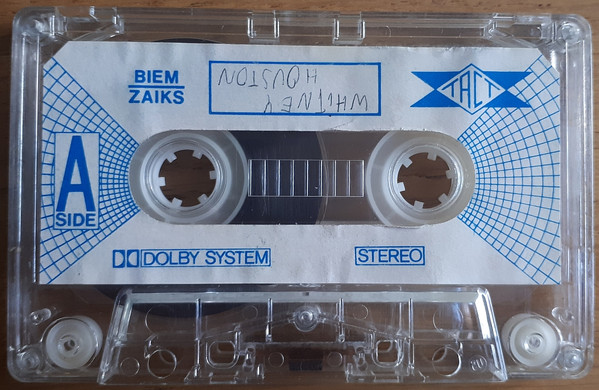 BIEM
ZAIKS
WHITNEY
HOUSTON
TACT
A
SIDE
DOLBY SYSTEM
STEREO